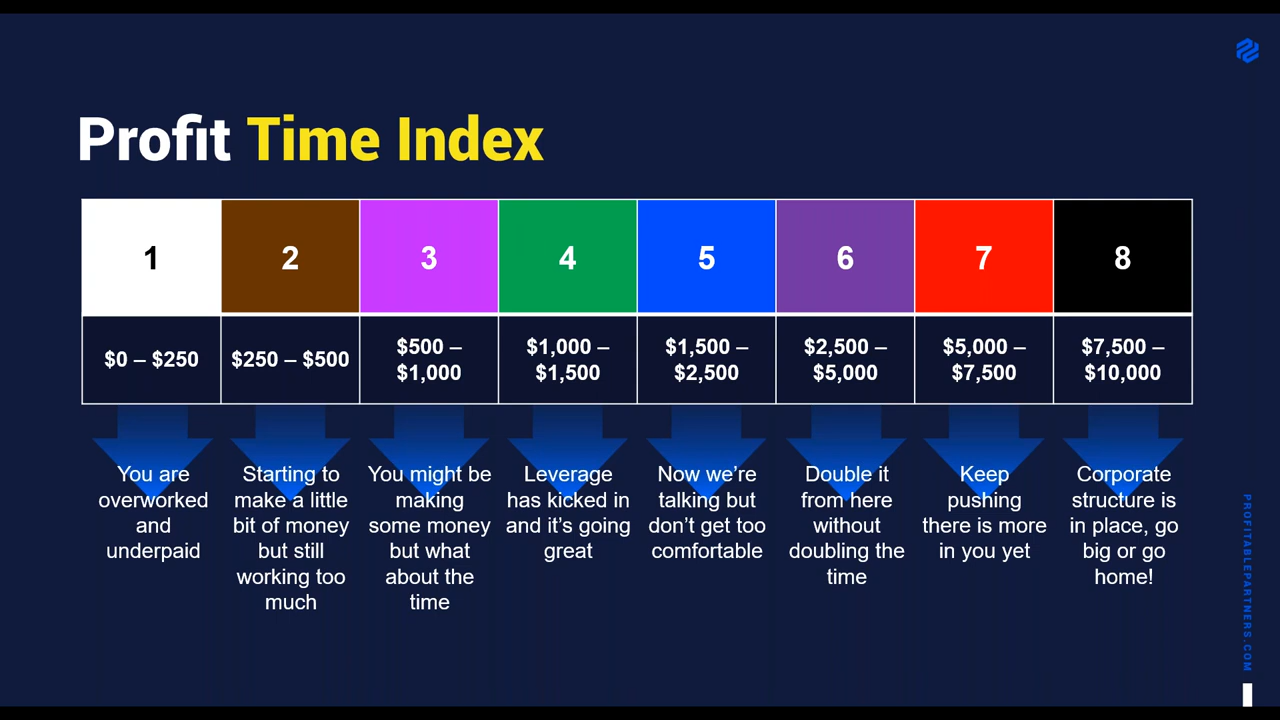 Profit Time Index
1
2
3
4
5
6
7
8
$0 – $250
$250 – $500
$500 –
$1,000
$1,000 –
$1,500
$1,500 –
$2,500
$2,500 –
$5,000
$5,000 –
$7,500
$7,500 –
$10,000
You are
overworked
and
underpaid
Starting to
make a little
bit of money
but still
working too
much
You might be
making
some money
but what
about the
time
Leverage
has kicked in
and it's going
great
Now we're
talking but
don't get too
comfortable
Double it
from here
without
doubling the
time
Keep
pushing
there is more
in you yet
Corporate
structure is
in place, go
big or go
home!
PROFITABLEPARTNERS.COM